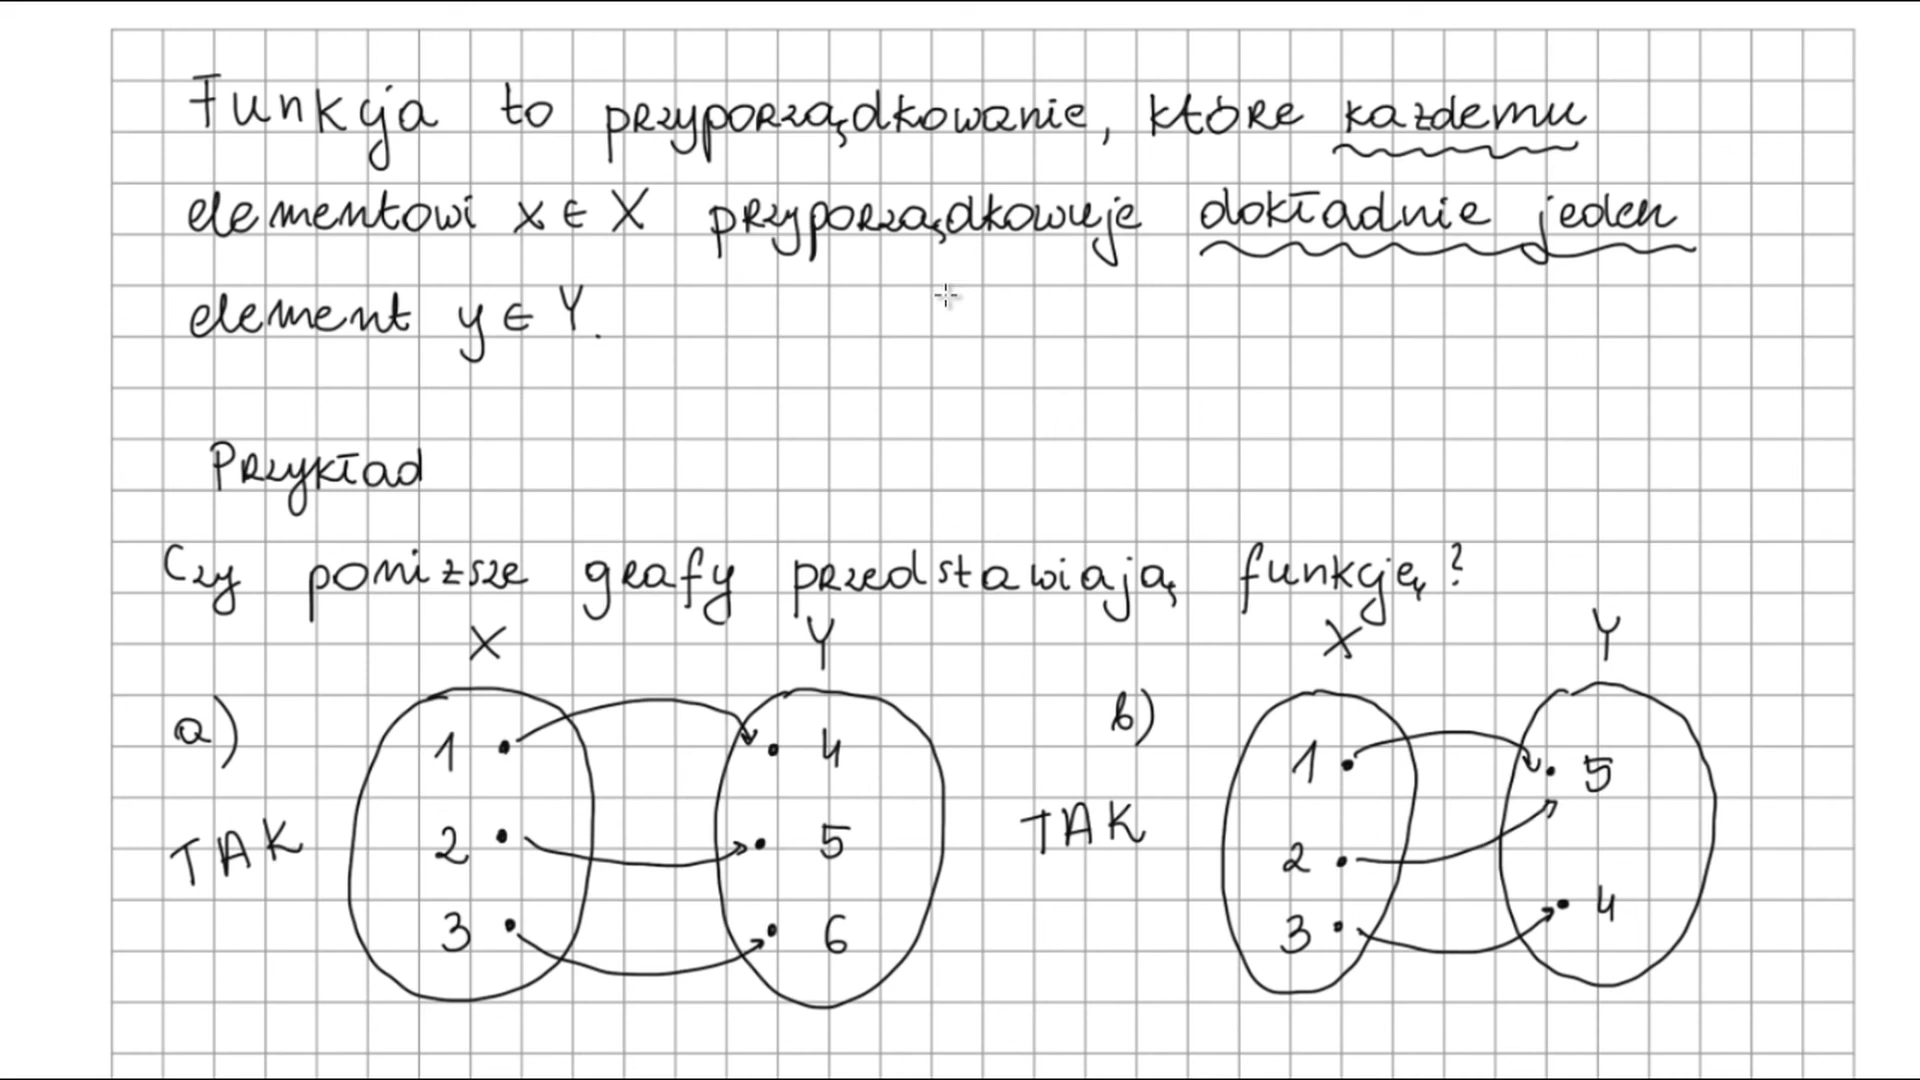 Funkcja to przyporządkowanie, które każdemu
elementowi x ∈ X przyporządkowuje dokładnie jeden
element y ∈ Y.
Przykład
Czy poniższe grafy przedstawiają funkcję?
X Y X Y
a) b)
1 4 1 5
TAK 2 5 TAK 2
3 6 3 4